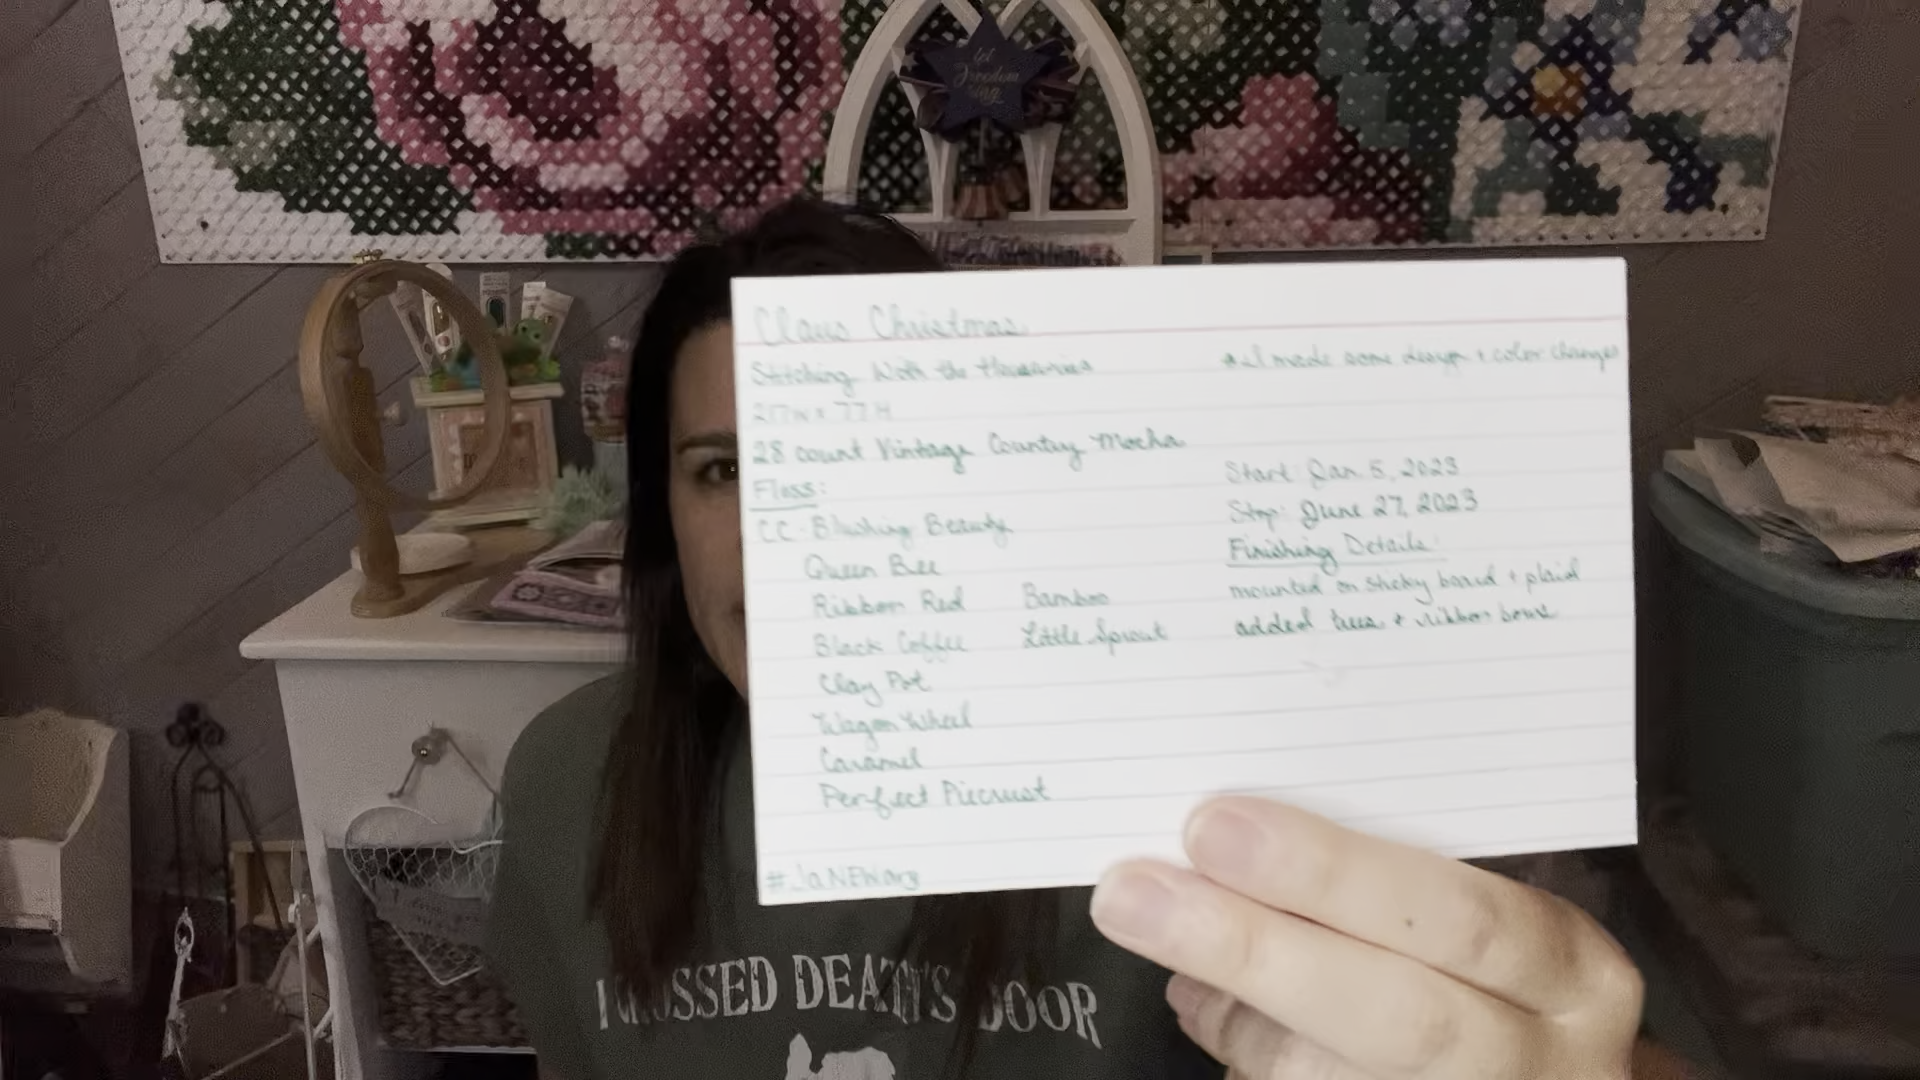 let
freedom
ring
Claus Christmas
Stitching With the Housewives
* I made some design + color changes
217W x 77H
28 count Vintage Country Mocha
Floss:
CC - Blushing Beauty
Queen Bee
Ribbon Red
Bamboo
Black Coffee
Little Sprout
Clay Pot
Wagon Wheel
Caramel
Perfect Piecrust
Start: Jan. 5, 2023
Stop: June 27, 2023
Finishing Details:
mounted on sticky board + plaid
added trees + ribbon bows
DEATH'S DOOR